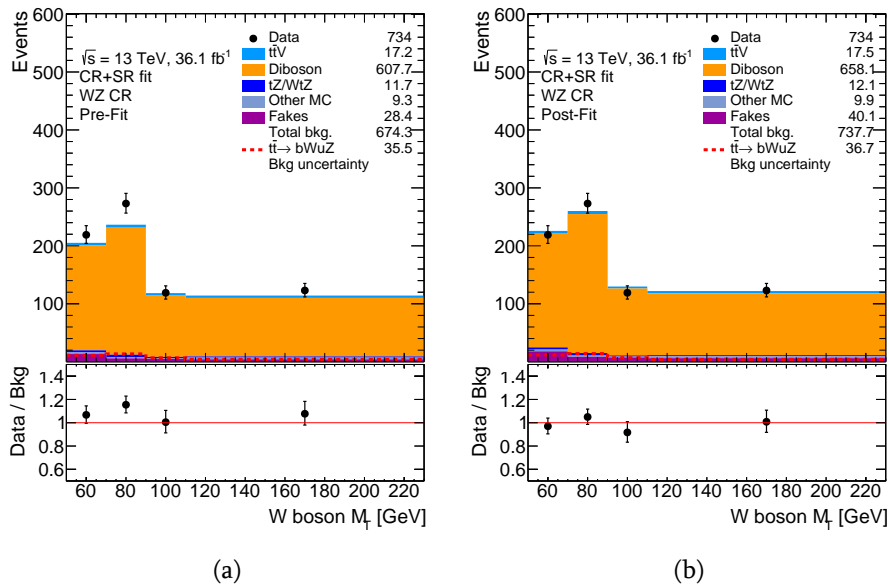 Events
600
500
400
300
200
100
√s = 13 TeV, 36.1 fb⁻¹
CR+SR fit
WZ CR
Pre-Fit
Data 734
tt̄V 17.2
Diboson 607.7
tZ/WtZ 11.7
Other MC 9.3
Fakes 28.4
Total bkg. 674.3
tt̄→ bWuZ 35.5
Bkg uncertainty
Data / Bkg
1.4
1.2
1
0.8
0.6
60 80 100 120 140 160 180 200 220
W boson M_T [GeV]
(a)
Events
600
500
400
300
200
100
√s = 13 TeV, 36.1 fb⁻¹
CR+SR fit
WZ CR
Post-Fit
Data 734
tt̄V 17.5
Diboson 658.1
tZ/WtZ 12.1
Other MC 9.9
Fakes 40.1
Total bkg. 737.7
tt̄→ bWuZ 36.7
Bkg uncertainty
Data / Bkg
1.4
1.2
1
0.8
0.6
60 80 100 120 140 160 180 200 220
W boson M_T [GeV]
(b)